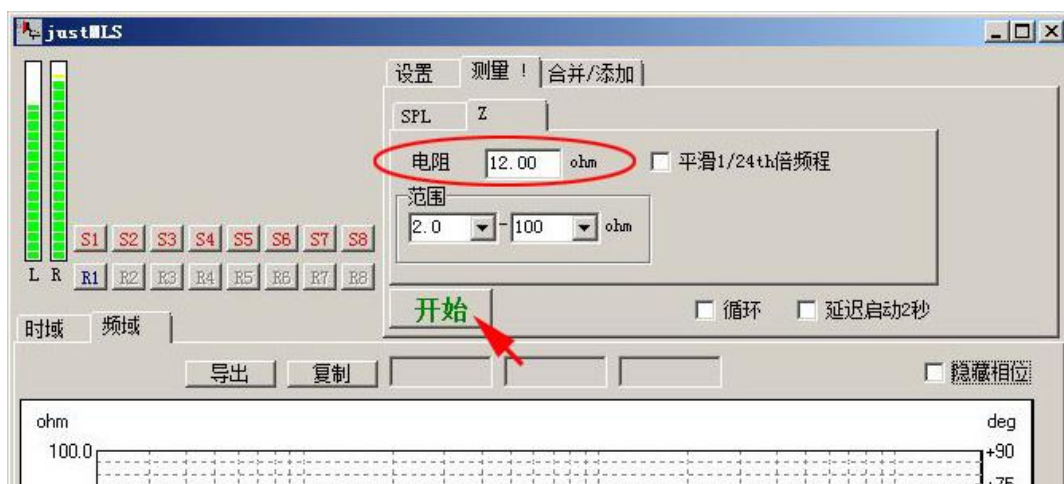 justMLS
设置 测量 ! 合并/添加
SPL Z
电阻 12.00 ohm 平滑1/24th倍频程
范围
2.0 - 100 ohm
S1 S2 S3 S4 S5 S6 S7 S8
L R R1 R2 R3 R4 R5 R6 R7 R8
开始 循环 延迟启动2秒
时域 频域
导出 复制 隐藏相位
ohm deg
100.0 +90
+75